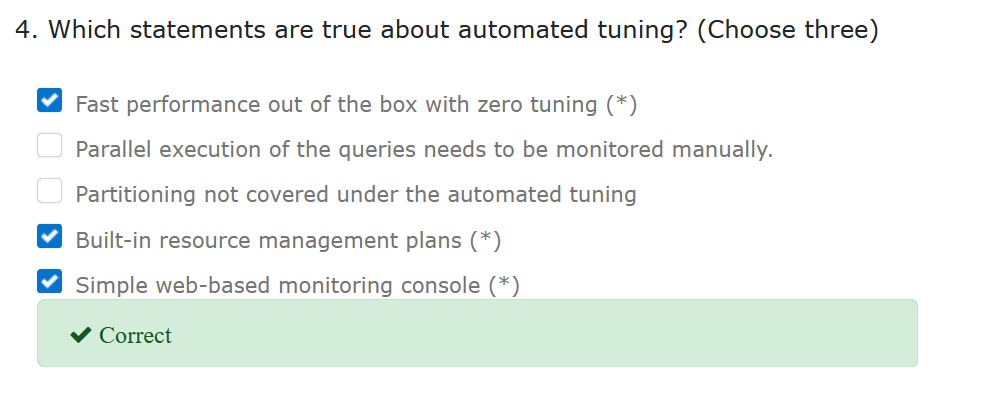 4. Which statements are true about automated tuning? (Choose three)
Fast performance out of the box with zero tuning (*)
Parallel execution of the queries needs to be monitored manually.
Partitioning not covered under the automated tuning
Built-in resource management plans (*)
Simple web-based monitoring console (*)
Correct